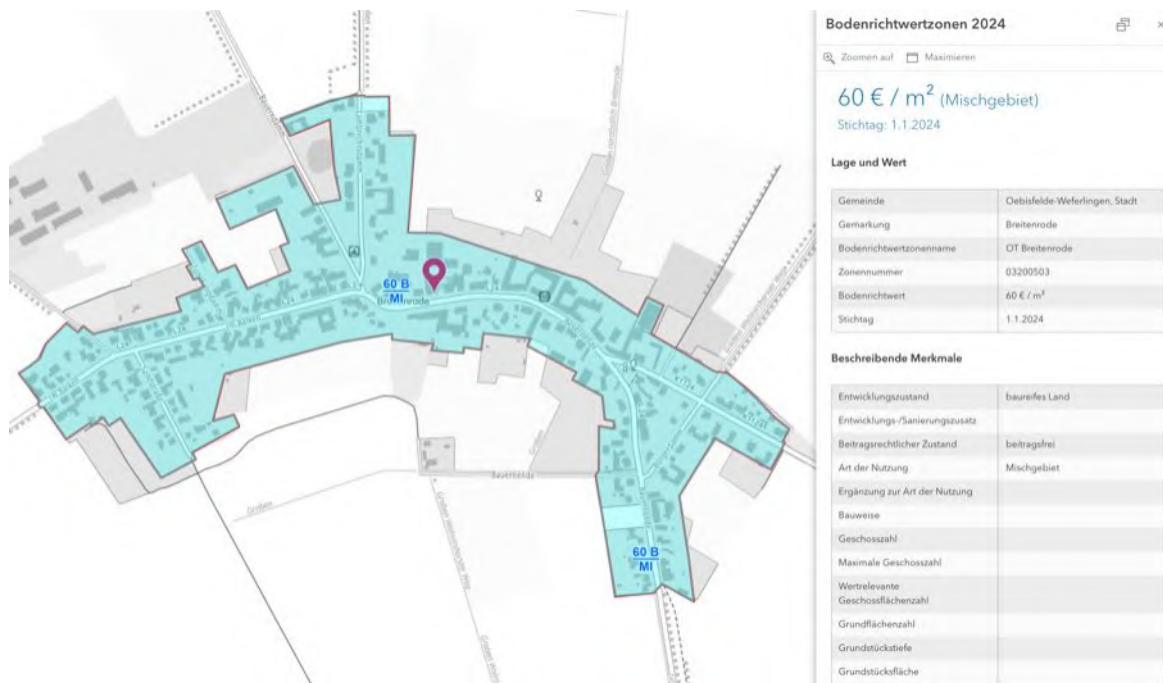 Bodenrichtwertzonen 2024
Zoomen auf
Maximieren
60 € / m² (Mischgebiet)
Stichtag: 1.1.2024
Lage und Wert
Gemeinde Oebisfelde-Weferlingen, Stadt
Gemarkung Breitenrode
Bodenrichtwertzonenname OT Breitenrode
Zonennummer 03200503
Bodenrichtwert 60 € / m²
Stichtag 1.1.2024
Beschreibende Merkmale
Entwicklungszustand baureifes Land
Entwicklungs-/Sanierungszusatz
Beitragsrechtlicher Zustand beitragsfrei
Art der Nutzung Mischgebiet
Ergänzung zur Art der Nutzung
Bauweise
Geschosszahl
Maximale Geschosszahl
Wertrelevante
Geschossflächenzahl
Grundflächenzahl
Grundstückstiefe
Grundstücksfläche
60 B
MI
Graben
60 B
MI